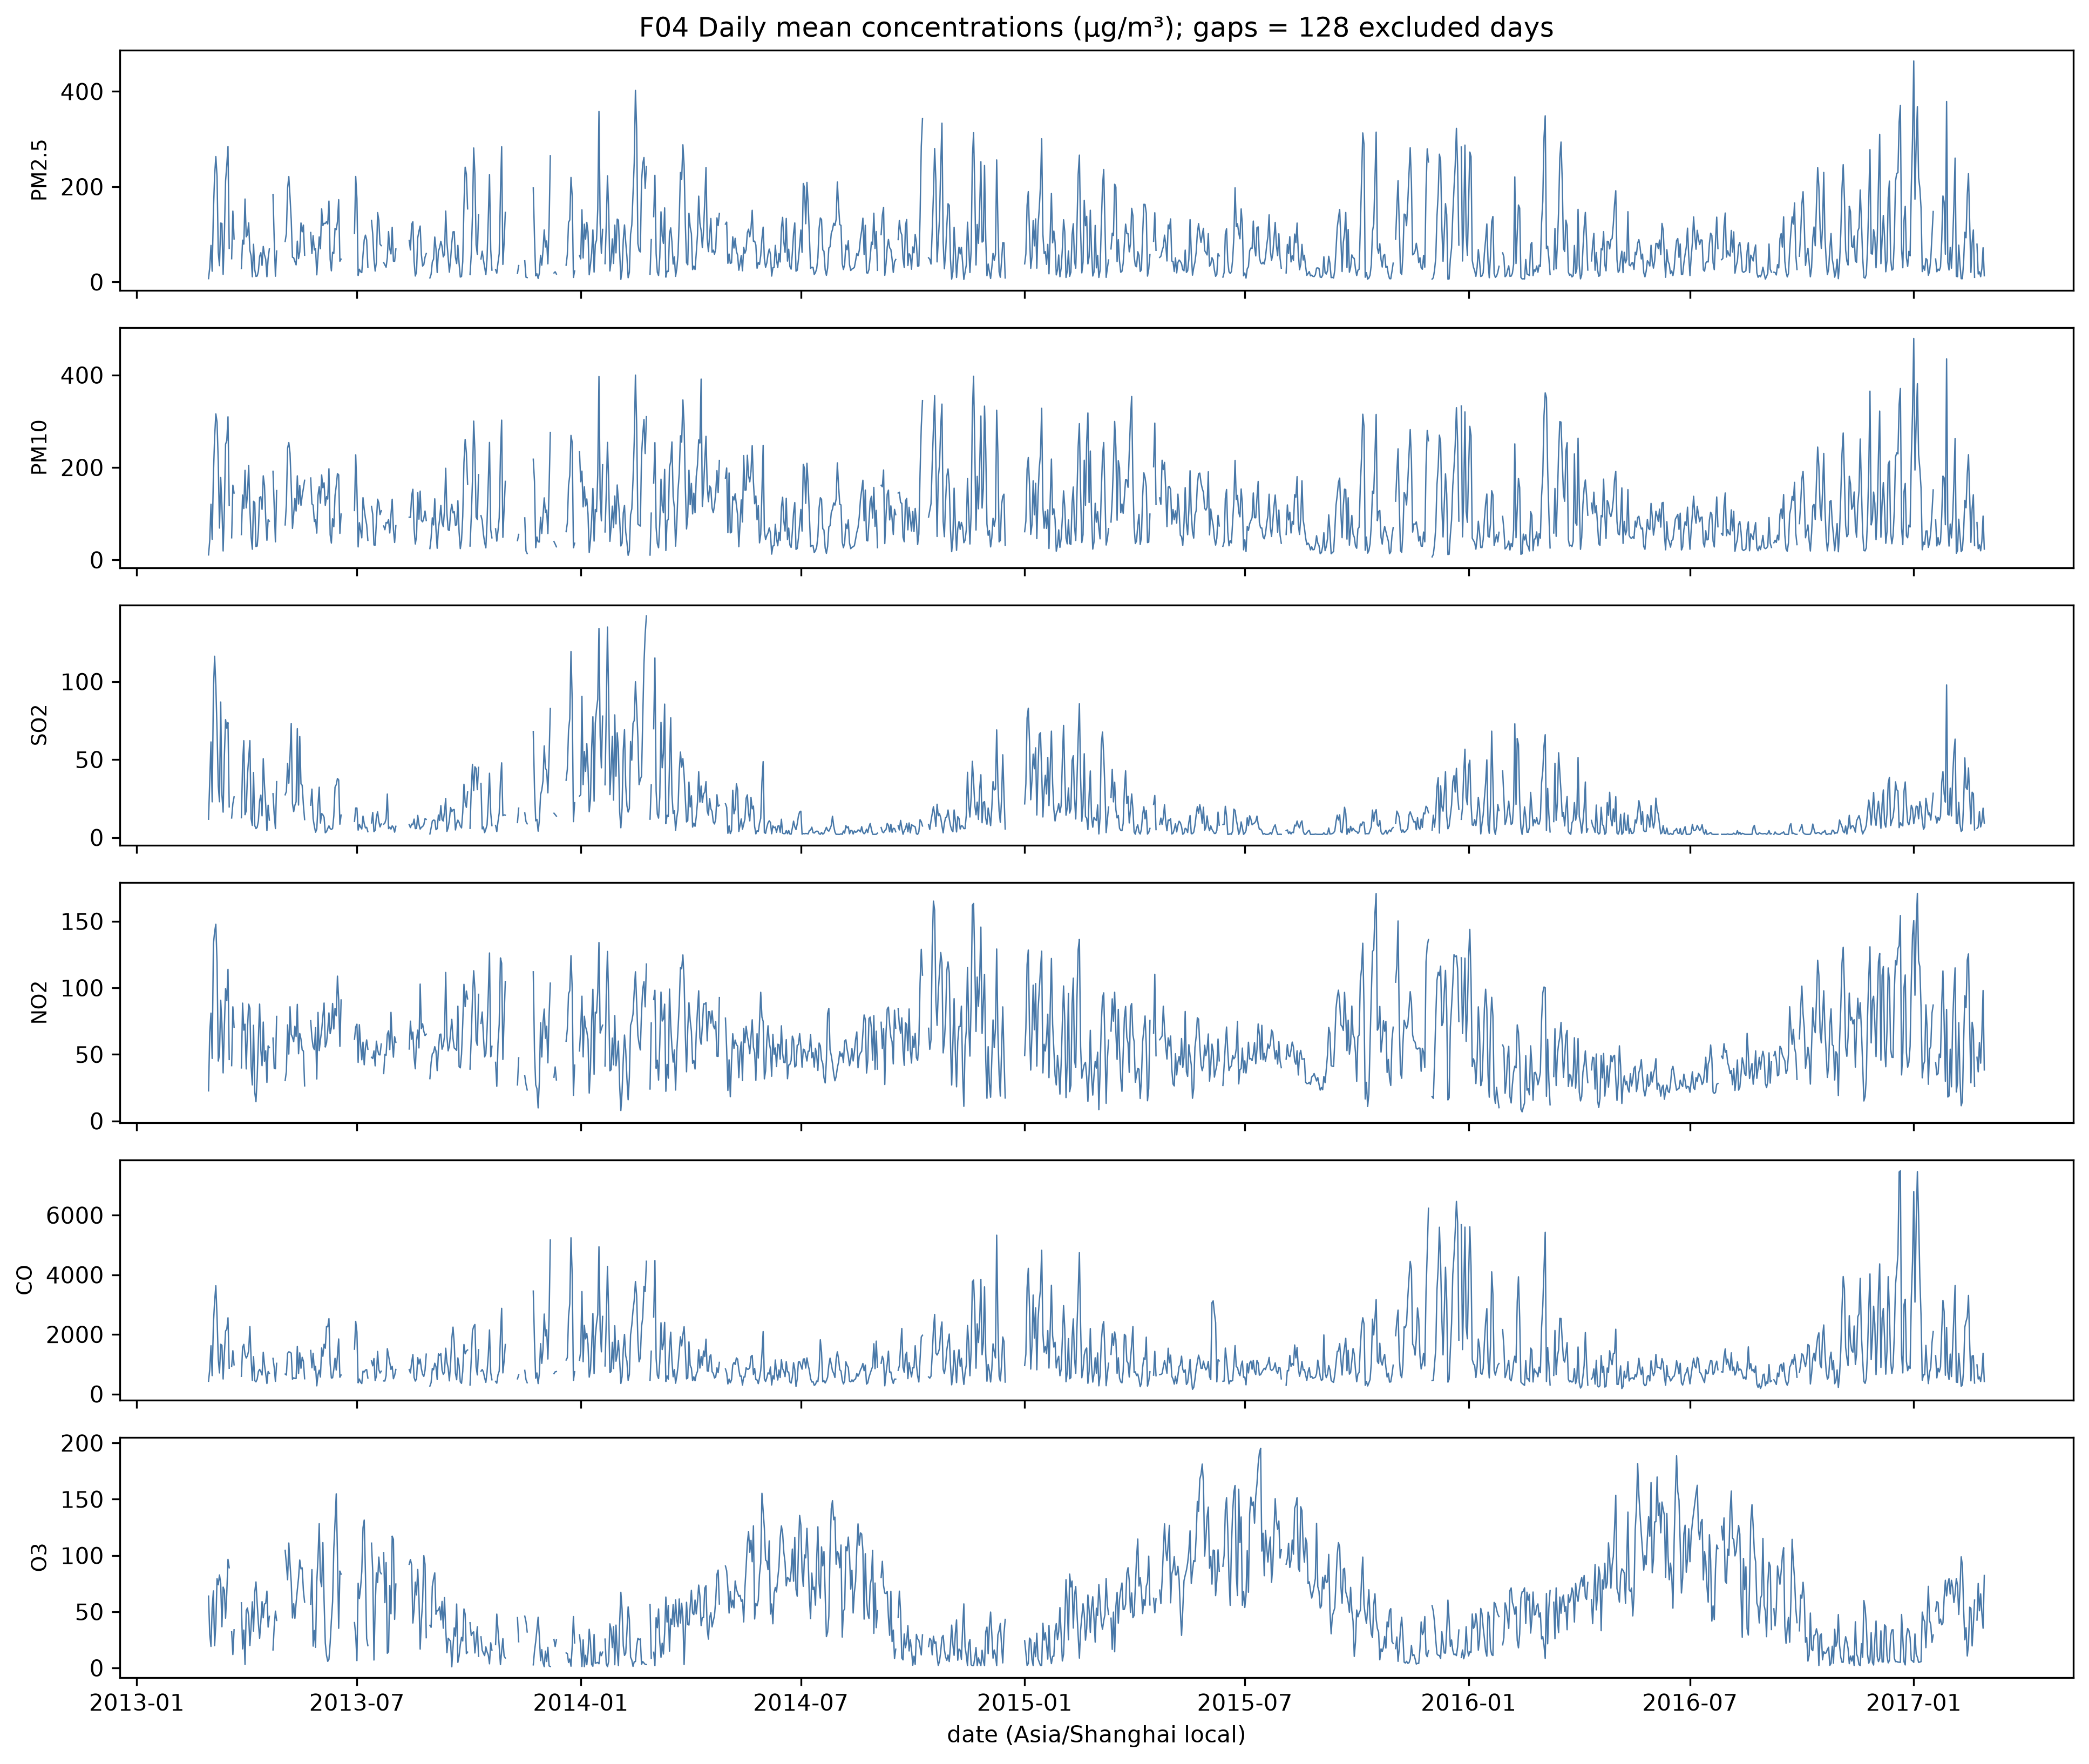 F04 Daily mean concentrations (µg/m³); gaps = 128 excluded days
400
200
0
PM2.5
400
200
0
PM10
100
50
0
SO2
150
100
50
0
NO2
6000
4000
2000
0
CO
200
150
100
50
0
O3
2013-01 2013-07 2014-01 2014-07 2015-01 2015-07 2016-01 2016-07 2017-01
date (Asia/Shanghai local)